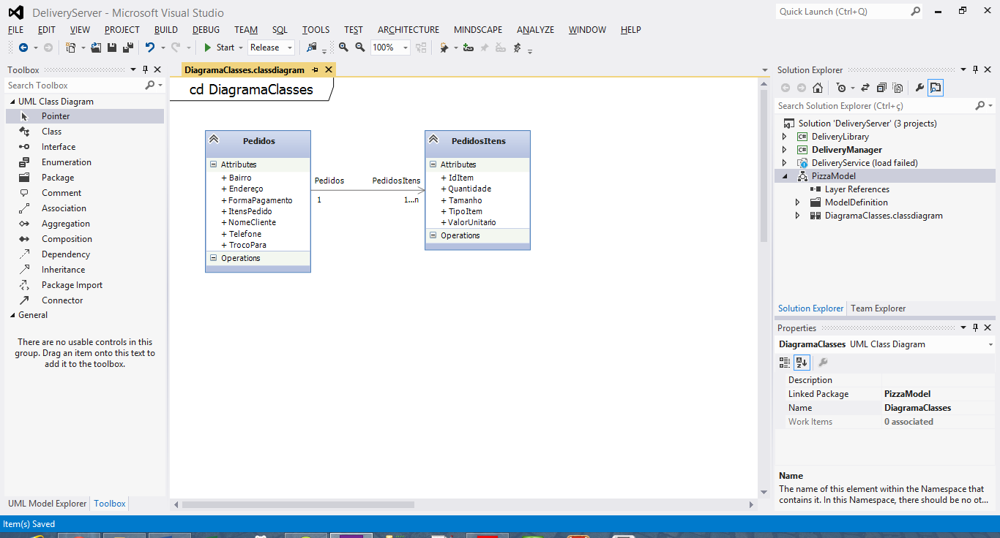 DeliveryServer - Microsoft Visual Studio
Quick Launch (Ctrl+Q)
FILE EDIT VIEW PROJECT BUILD DEBUG TEAM SQL TOOLS TEST ARCHITECTURE MINDSCAPE ANALYZE WINDOW HELP
Start Release 100%
Toolbox
Search Toolbox
UML Class Diagram
Pointer
Class
Interface
Enumeration
Package
Comment
Association
Aggregation
Composition
Dependency
Inheritance
Package Import
Connector
General
There are no usable controls in this
group. Drag an item onto this text to
add it to the toolbox.
UML Model Explorer Toolbox
DiagramaClasses.classdiagram
cd DiagramaClasses
Pedidos
Attributes
+ Bairro
+ Endereço
+ FormaPagamento
+ ItensPedido
+ NomeCliente
+ Telefone
+ TrocoPara
Operations
Pedidos PedidosItens
1 1...n
PedidosItens
Attributes
+ IdItem
+ Quantidade
+ Tamanho
+ TipoItem
+ ValorUnitario
Operations
Solution Explorer
Search Solution Explorer (Ctrl+ç)
Solution 'DeliveryServer' (3 projects)
C# DeliveryLibrary
C# DeliveryManager
DeliveryService (load failed)
PizzaModel
Layer References
ModelDefinition
DiagramaClasses.classdiagram
Solution Explorer Team Explorer
Properties
DiagramaClasses UML Class Diagram
Description
Linked Package PizzaModel
Name DiagramaClasses
Work Items 0 associated
Name
The name of this element within the Namespace that
contains it. In this Namespace, there should be no ot...
Item(s) Saved